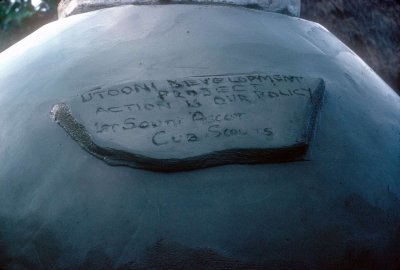 UTOONI DEVELOPMENT
PROJECT
ACTION IS OUR POLICY
1ST SOUTH ASCOT
CUB SCOUTS